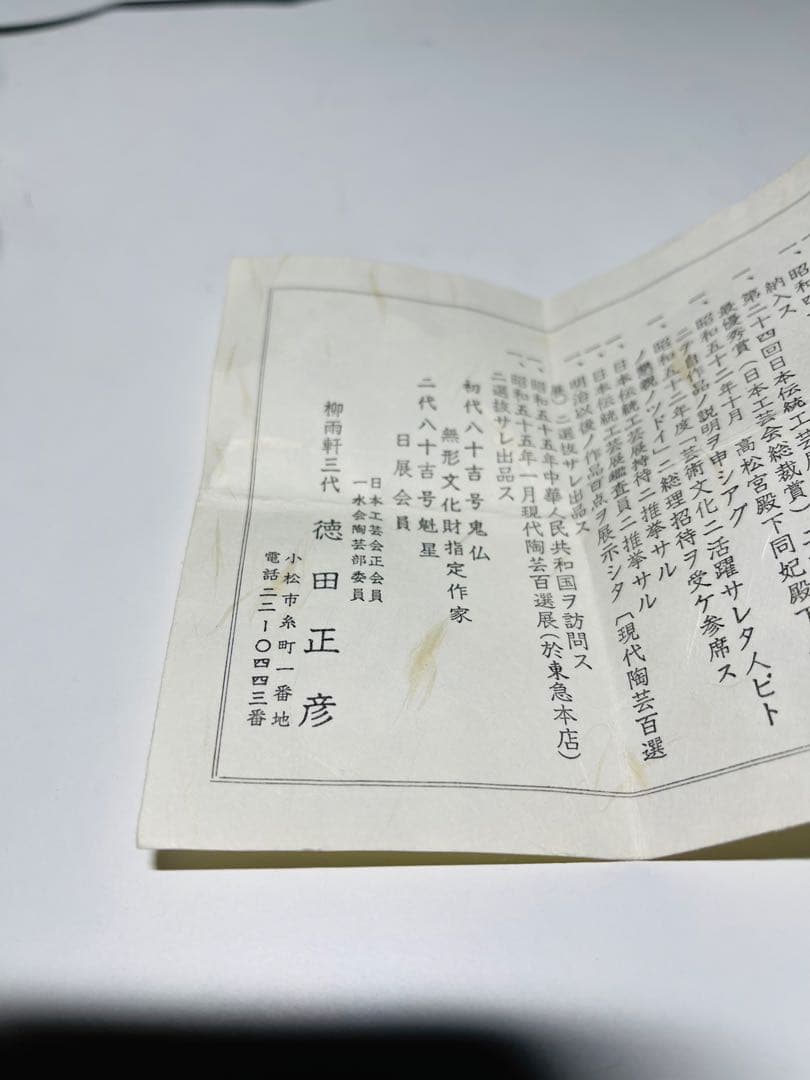 一、昭和
納入ス
一、第二十四回日本伝統工芸展
最優秀賞(日本工芸会総裁賞)
一、昭和五十二年十月 高松宮殿下同妃殿下
ニ自作品ノ説明ヲ申シアグ
一、昭和五十二年度「芸術文化ニ活躍サレタ人ビト
ノ懇親ノツドイ」ニ総理招待ヲ受ケ参席ス
一、日本伝統工芸展特待ニ推挙サル
一、日本伝統工芸展鑑査員ニ推挙サル
一、明治以後ノ作品百点ヲ展示シタ「現代陶芸百選
展」ニ選抜サレ出品ス
一、昭和五十五年中華人民共和国ヲ訪問ス
一、昭和五十五年一月現代陶芸百選展(於東急本店)
ニ選抜サレ出品ス
初代八十吉号鬼仏
無形文化財指定作家
二代八十吉号魁星
日展会員
日本工芸会正会員
一水会陶芸部委員
柳雨軒三代 徳田正彦
小松市糸町一番地
電話二二ー〇四四三番